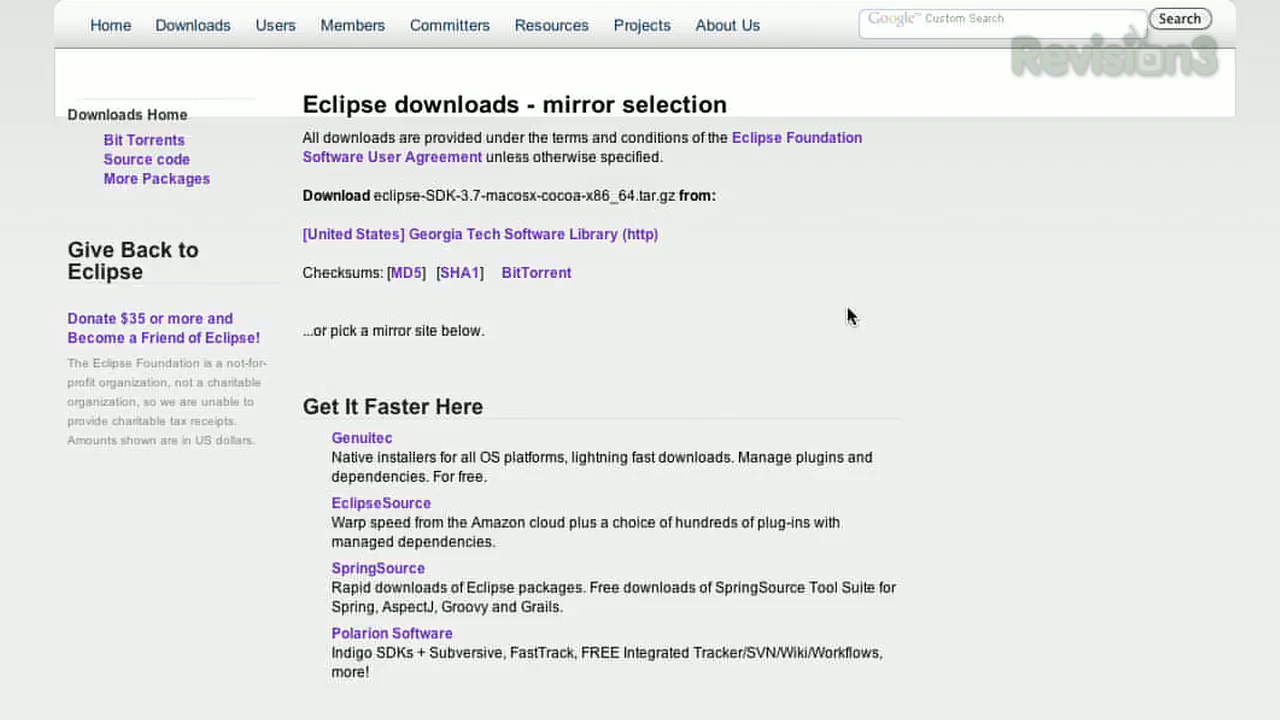 Home Downloads Users Members Committers Resources Projects About Us
Google™ Custom Search
Search
Revision3
Downloads Home
Bit Torrents
Source code
More Packages
Give Back to
Eclipse
Donate $35 or more and
Become a Friend of Eclipse!
The Eclipse Foundation is a not-for-
profit organization, not a charitable
organization, so we are unable to
provide charitable tax receipts.
Amounts shown are in US dollars.
Eclipse downloads - mirror selection
All downloads are provided under the terms and conditions of the Eclipse Foundation
Software User Agreement unless otherwise specified.
Download eclipse-SDK-3.7-macosx-cocoa-x86_64.tar.gz from:
[United States] Georgia Tech Software Library (http)
Checksums: [MD5] [SHA1] BitTorrent
...or pick a mirror site below.
Get It Faster Here
Genuitec
Native installers for all OS platforms, lightning fast downloads. Manage plugins and
dependencies. For free.
EclipseSource
Warp speed from the Amazon cloud plus a choice of hundreds of plug-ins with
managed dependencies.
SpringSource
Rapid downloads of Eclipse packages. Free downloads of SpringSource Tool Suite for
Spring, AspectJ, Groovy and Grails.
Polarion Software
Indigo SDKs + Subversive, FastTrack, FREE Integrated Tracker/SVN/Wiki/Workflows,
more!